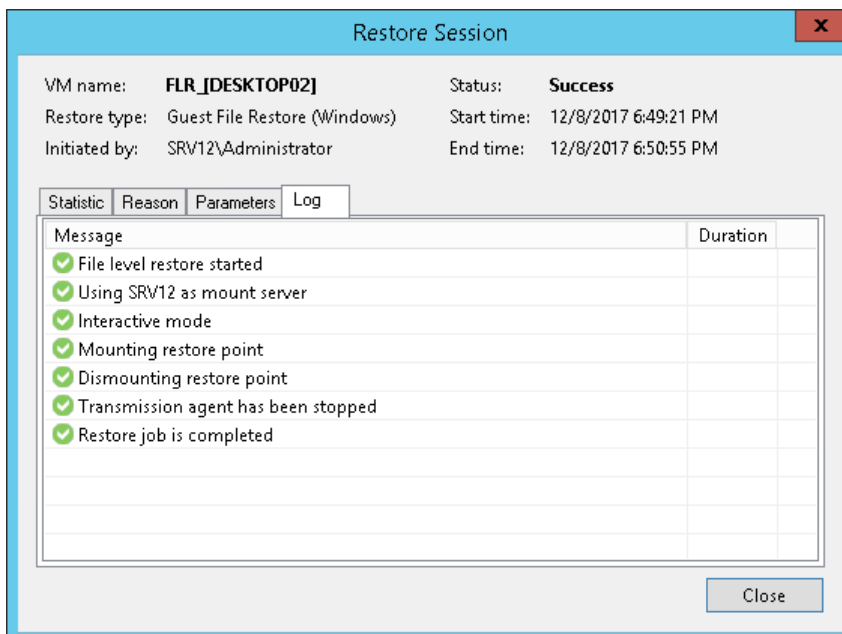 Restore Session
x
VM name: FLR_[DESKTOP02] Status: Success
Restore type: Guest File Restore (Windows) Start time: 12/8/2017 6:49:21 PM
Initiated by: SRV12\Administrator End time: 12/8/2017 6:50:55 PM
Statistic Reason Parameters Log
Message Duration
File level restore started
Using SRV12 as mount server
Interactive mode
Mounting restore point
Dismounting restore point
Transmission agent has been stopped
Restore job is completed
Close